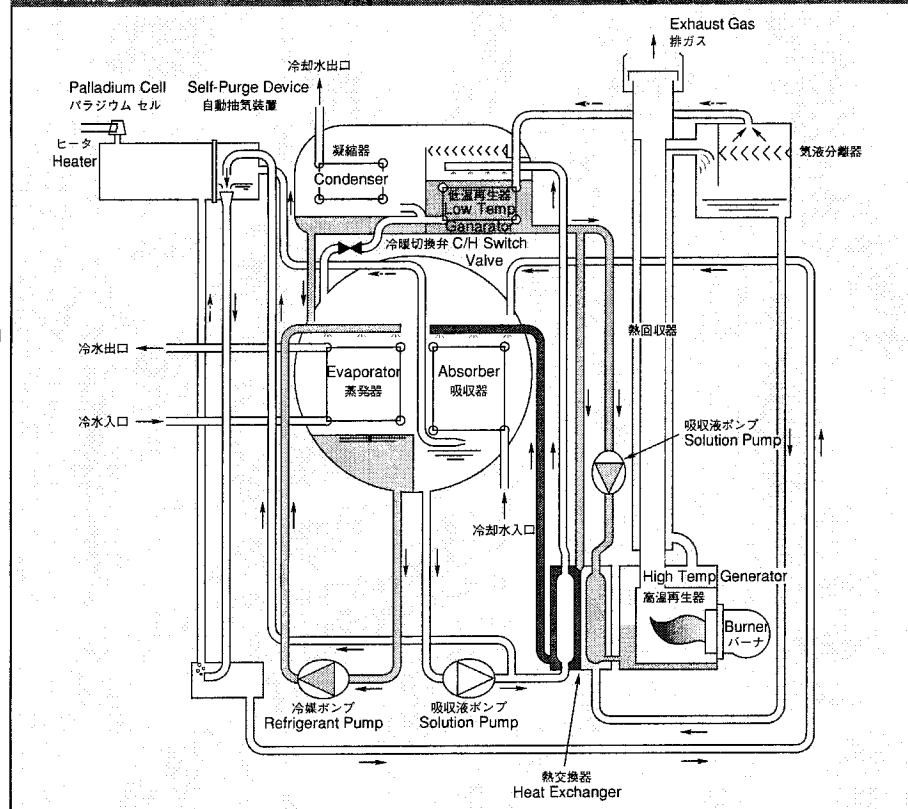 Exhaust Gas
排ガス
冷却水出口
Palladium Cell
パラジウム セル
Self-Purge Device
自動抽気装置
ヒータ
Heater
凝縮器
Condenser
気液分離器
低温再生器
Low Temp
Ganarator
冷暖切換弁 C/H Switch
Valve
熱回収器
冷水出口
Evaporator
蒸発器
Absorber
吸収器
冷水入口
吸収液ポンプ
Solution Pump
冷却水入口
High Temp Generator
高温再生器
Burner
バーナ
冷媒ポンプ
Refrigerant Pump
吸収液ポンプ
Solution Pump
熱交換器
Heat Exchanger